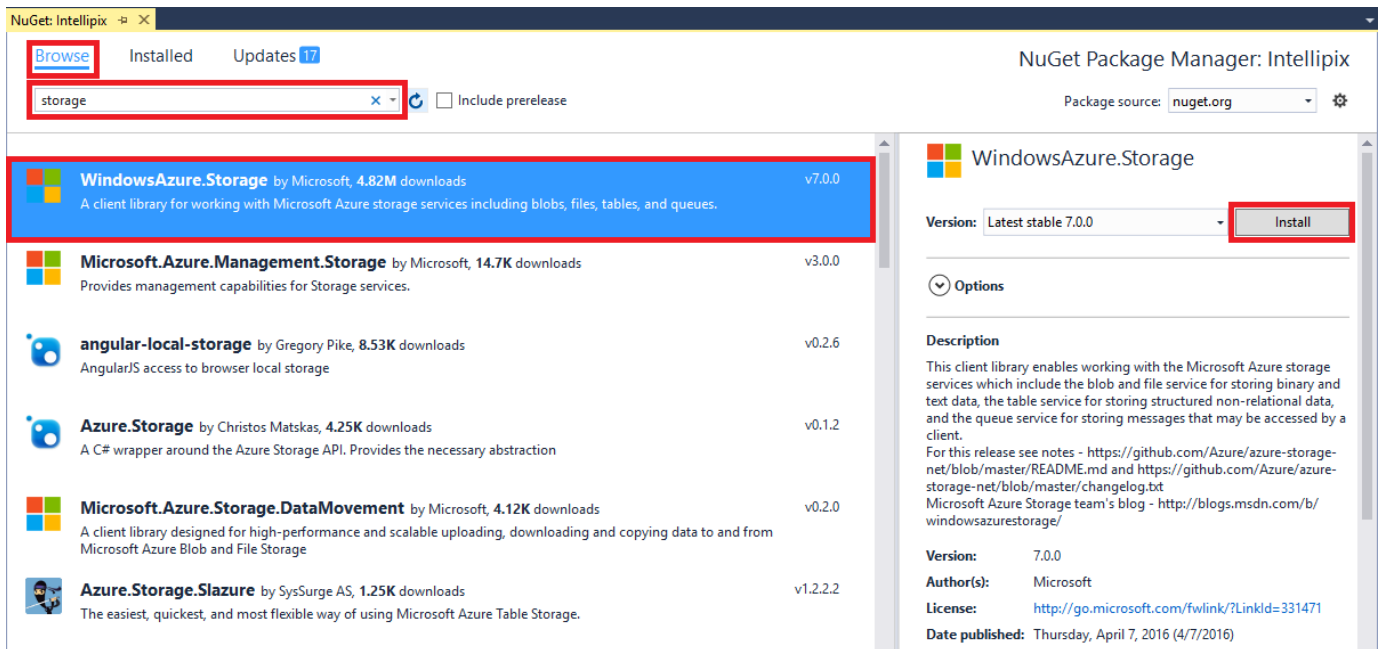 NuGet: Intellipix
Browse Installed Updates 17
NuGet Package Manager: Intellipix
storage
Include prerelease
Package source: nuget.org
WindowsAzure.Storage by Microsoft, 4.82M downloads v7.0.0
A client library for working with Microsoft Azure storage services including blobs, files, tables, and queues.
Microsoft.Azure.Management.Storage by Microsoft, 14.7K downloads v3.0.0
Provides management capabilities for Storage services.
angular-local-storage by Gregory Pike, 8.53K downloads v0.2.6
AngularJS access to browser local storage
Azure.Storage by Christos Matskas, 4.25K downloads v0.1.2
A C# wrapper around the Azure Storage API. Provides the necessary abstraction
Microsoft.Azure.Storage.DataMovement by Microsoft, 4.12K downloads v0.2.0
A client library designed for high-performance and scalable uploading, downloading and copying data to and from
Microsoft Azure Blob and File Storage
Azure.Storage.Slazure by SysSurge AS, 1.25K downloads v1.2.2.2
The easiest, quickest, and most flexible way of using Microsoft Azure Table Storage.
WindowsAzure.Storage
Version: Latest stable 7.0.0 Install
Options
Description
This client library enables working with the Microsoft Azure storage
services which include the blob and file service for storing binary and
text data, the table service for storing structured non-relational data,
and the queue service for storing messages that may be accessed by a
client.
For this release see notes - https://github.com/Azure/azure-storage-
net/blob/master/README.md and https://github.com/Azure/azure-
storage-net/blob/master/changelog.txt
Microsoft Azure Storage team's blog - http://blogs.msdn.com/b/
windowsazurestorage/
Version: 7.0.0
Author(s): Microsoft
License: http://go.microsoft.com/fwlink/?LinkId=331471
Date published: Thursday, April 7, 2016 (4/7/2016)